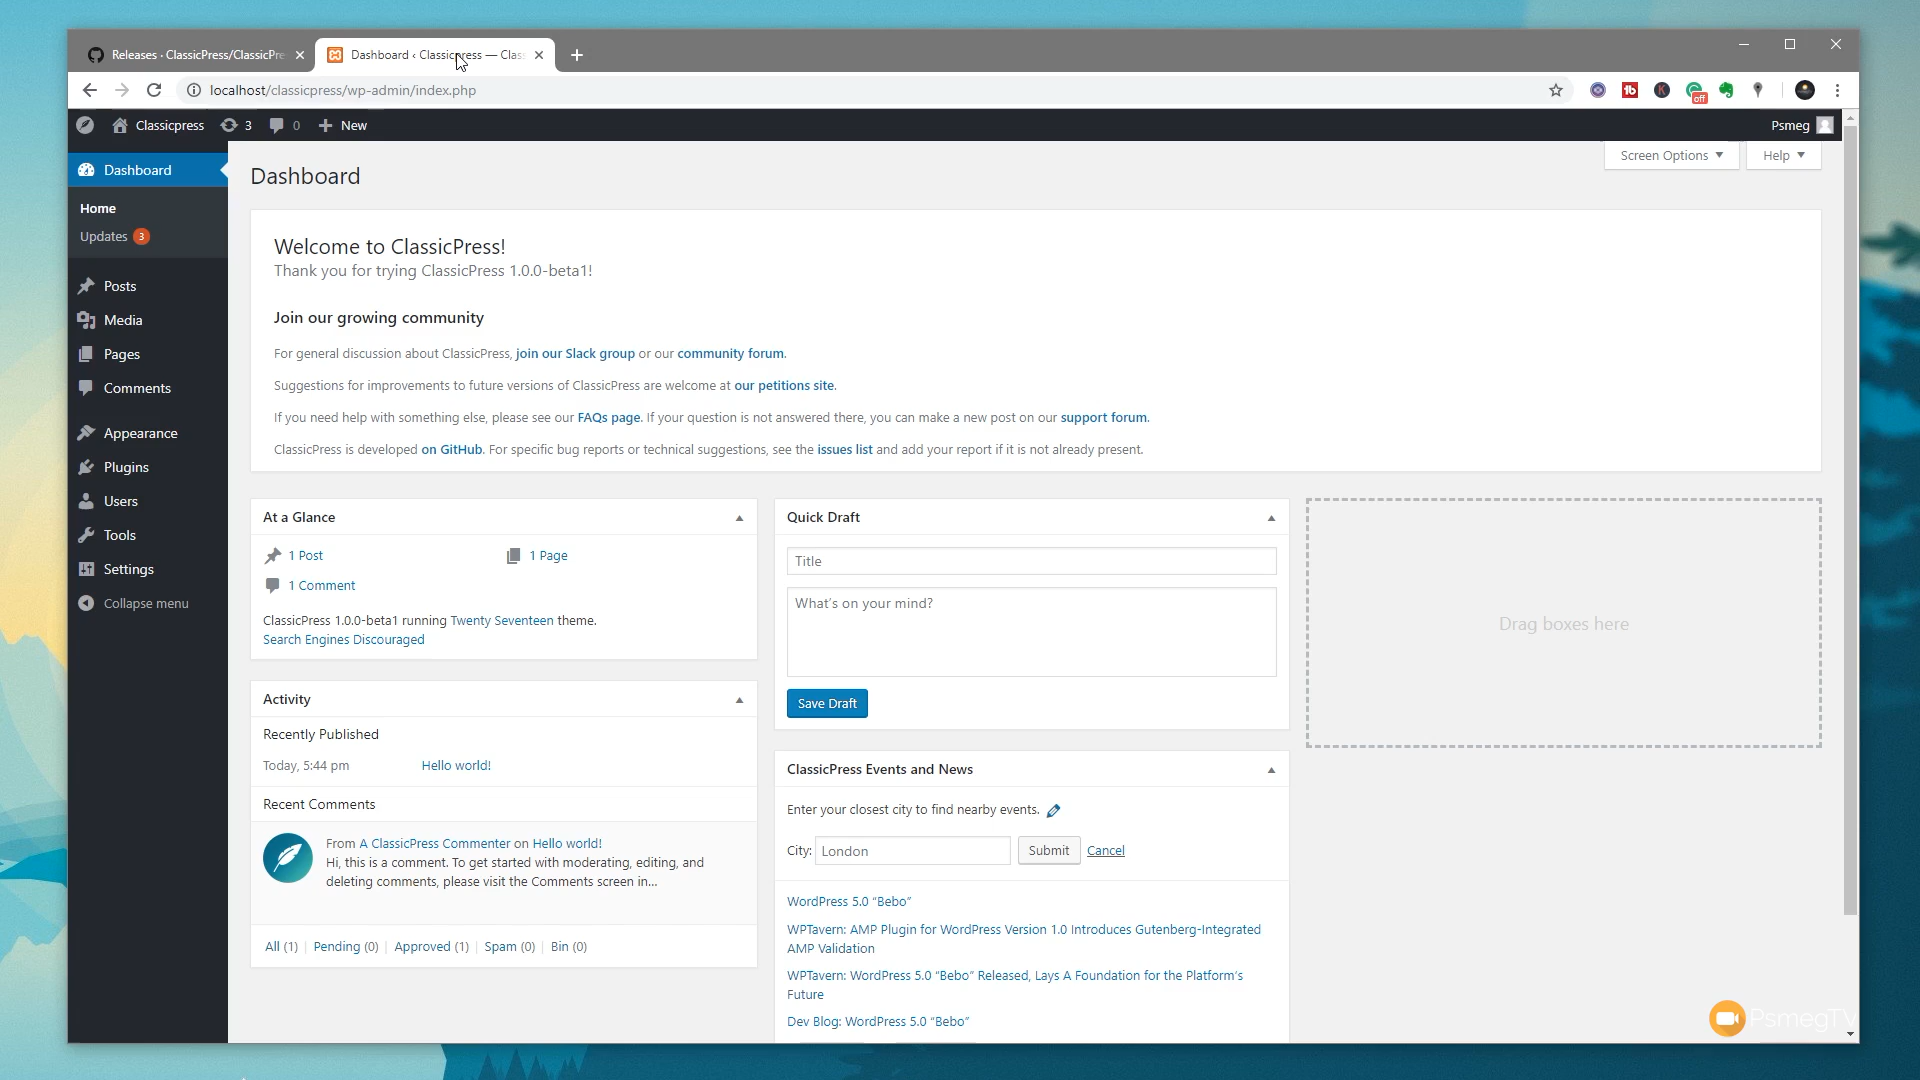 Releases · ClassicPress/ClassicPre
Dashboard ‹ Classicpress — Clas
localhost/classicpress/wp-admin/index.php
off
Classicpress
3
0
New
Psmeg
Dashboard
Home
Updates 3
Posts
Media
Pages
Comments
Appearance
Plugins
Users
Tools
Settings
Collapse menu
Screen Options
Help
Dashboard
Welcome to ClassicPress!
Thank you for trying ClassicPress 1.0.0-beta1!
Join our growing community
For general discussion about ClassicPress, join our Slack group or our community forum.
Suggestions for improvements to future versions of ClassicPress are welcome at our petitions site.
If you need help with something else, please see our FAQs page. If your question is not answered there, you can make a new post on our support forum.
ClassicPress is developed on GitHub. For specific bug reports or technical suggestions, see the issues list and add your report if it is not already present.
At a Glance
1 Post
1 Page
1 Comment
ClassicPress 1.0.0-beta1 running Twenty Seventeen theme.
Search Engines Discouraged
Activity
Recently Published
Today, 5:44 pm
Hello world!
Recent Comments
From A ClassicPress Commenter on Hello world!
Hi, this is a comment. To get started with moderating, editing, and
deleting comments, please visit the Comments screen in...
All (1) | Pending (0) | Approved (1) | Spam (0) | Bin (0)
Quick Draft
Title
What's on your mind?
Save Draft
ClassicPress Events and News
Enter your closest city to find nearby events.
City: London Submit Cancel
WordPress 5.0 “Bebo”
WPTavern: AMP Plugin for WordPress Version 1.0 Introduces Gutenberg-Integrated
AMP Validation
WPTavern: WordPress 5.0 “Bebo” Released, Lays A Foundation for the Platform's
Future
Dev Blog: WordPress 5.0 “Bebo”
Drag boxes here
PsmegTV